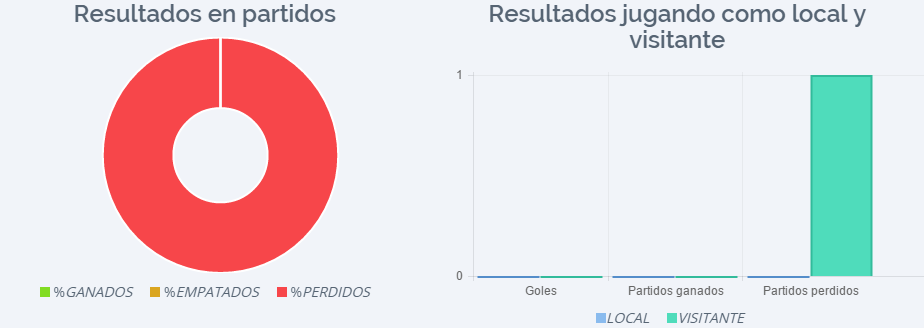 Resultados en partidos
%GANADOS %EMPATADOS %PERDIDOS
Resultados jugando como local y
visitante
1
0
Goles Partidos ganados Partidos perdidos
LOCAL VISITANTE